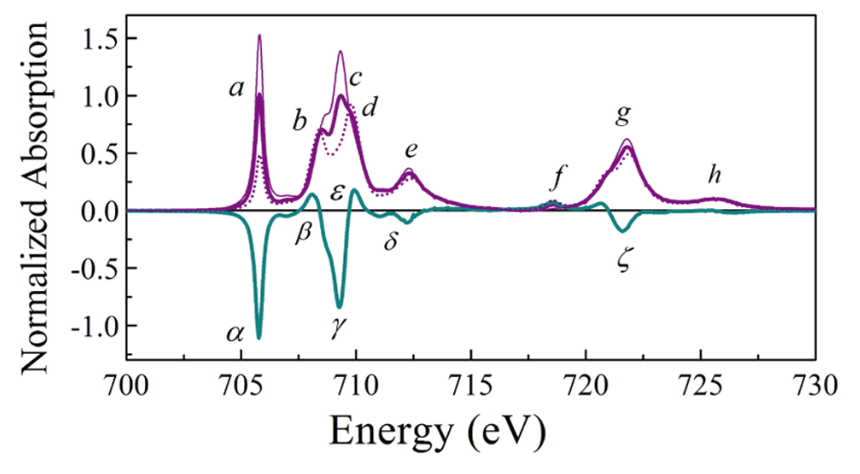 1.5
1.0
0.5
0.0
-0.5
-1.0
Normalized Absorption
a
b
c
d
e
f
g
h
α
β
ε
γ
δ
ζ
700 705 710 715 720 725 730
Energy (eV)